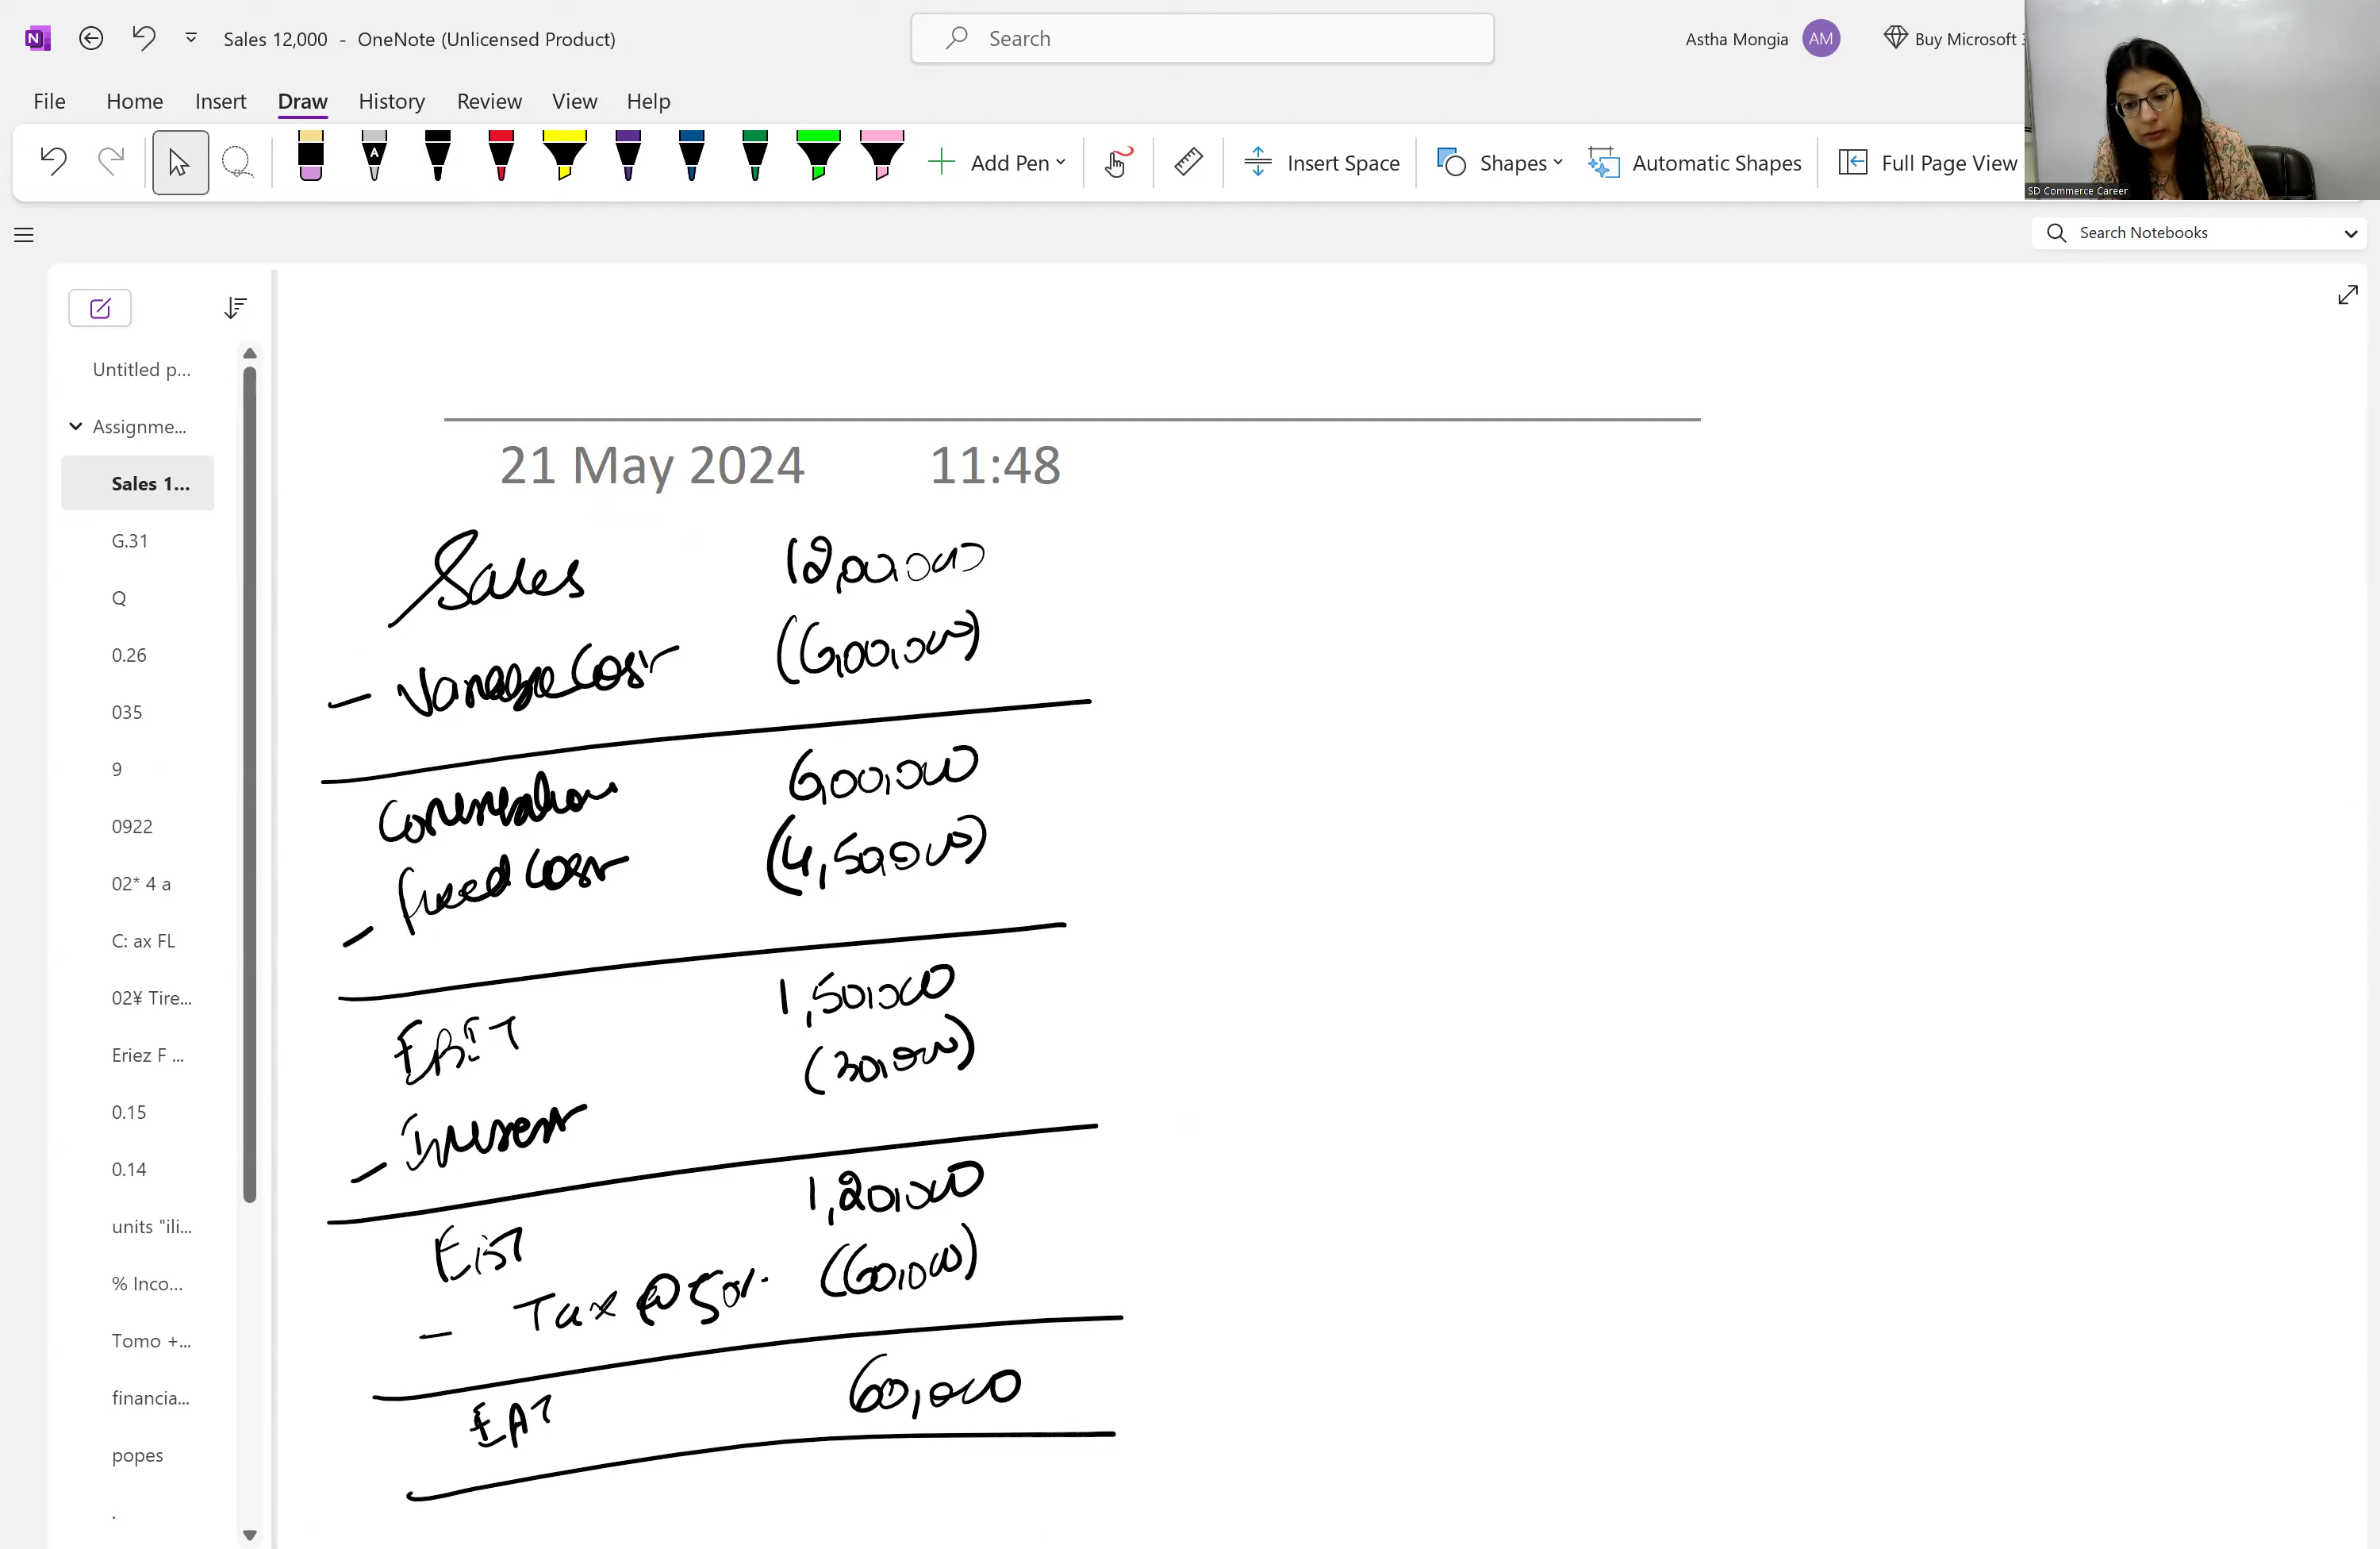 Sales 12,000 - OneNote (Unlicensed Product)
Search
Astha Mongia AM
Buy Microsoft 3
File Home Insert Draw History Review View Help
Add Pen
Insert Space
Shapes
Automatic Shapes
Full Page View
SD Commerce Career
Search Notebooks
Untitled p...
Assignme...
Sales 1...
G.31
Q
0.26
035
9
0922
02* 4 a
C: ax FL
02¥ Tire...
Eriez F ...
0.15
0.14
units "ili...
% Inco...
Tomo +...
financia...
popes
.
21 May 2024 11:48
Sales 12,00,000
- Variable Cost (6,00,000)
Contribution 6,00,000
- Fixed Cost (4,50,000)
EBIT 1,50,000
- Interest (30,000)
EBT 1,20,000
- Tax @ 50% (60,000)
EAT 60,000